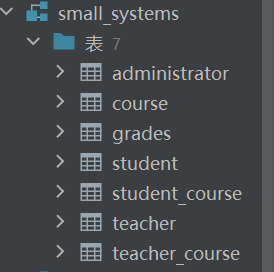 small_systems
表 7
administrator
course
grades
student
student_course
teacher
teacher_course